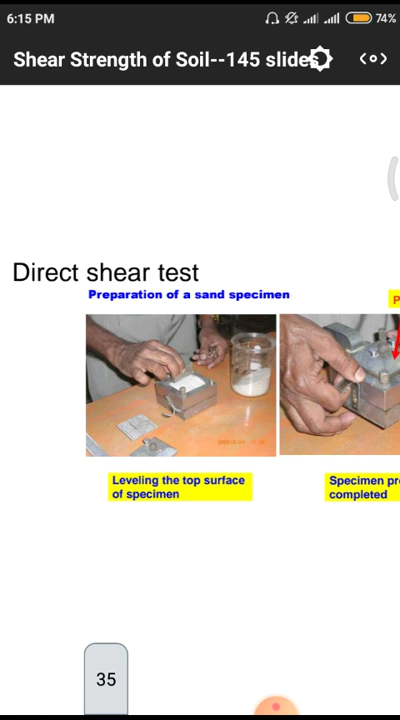 6:15 PM
74%
Shear Strength of Soil--145 slides
Direct shear test
Preparation of a sand specimen
P
Leveling the top surface
of specimen
Specimen pr
completed
35